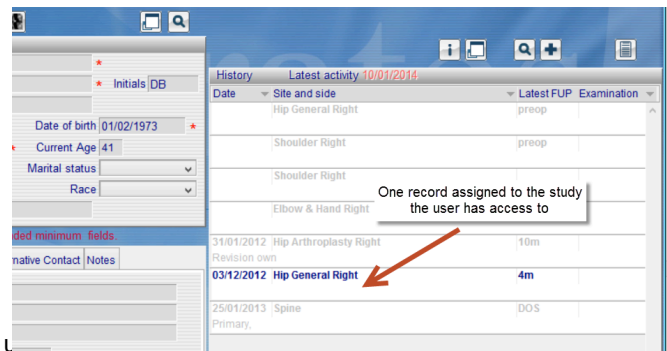 * Initials DB
*
Date of birth 01/02/1973 *
* Current Age 41
Marital status
Race
ded minimum fields.
mative Contact Notes
History Latest activity 10/01/2014
Date Site and side Latest FUP Examination
Hip General Right preop
Shoulder Right preop
Shoulder Right
One record assigned to the study
the user has access to
Elbow & Hand Right
31/01/2012 Hip Arthroplasty Right 10m
Revision own
03/12/2012 Hip General Right 4m
25/01/2013 Spine DOS
Primary,